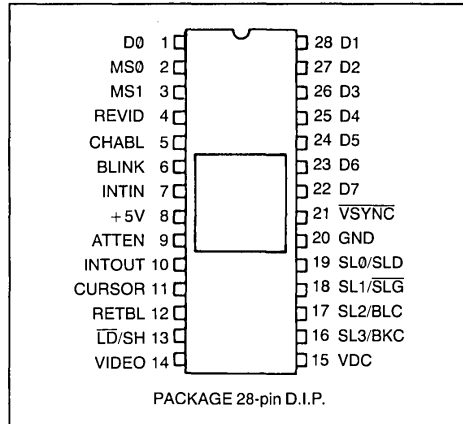 D0 1 28 D1
MS0 2 27 D2
MS1 3 26 D3
REVID 4 25 D4
CHABL 5 24 D5
BLINK 6 23 D6
INTIN 7 22 D7
+5V 8 21 VSYNC
ATTEN 9 20 GND
INTOUT 10 19 SL0/SLD
CURSOR 11 18 SL1/SLG
RETBL 12 17 SL2/BLC
LD/SH 13 16 SL3/BKC
VIDEO 14 15 VDC
PACKAGE 28-pin D.I.P.